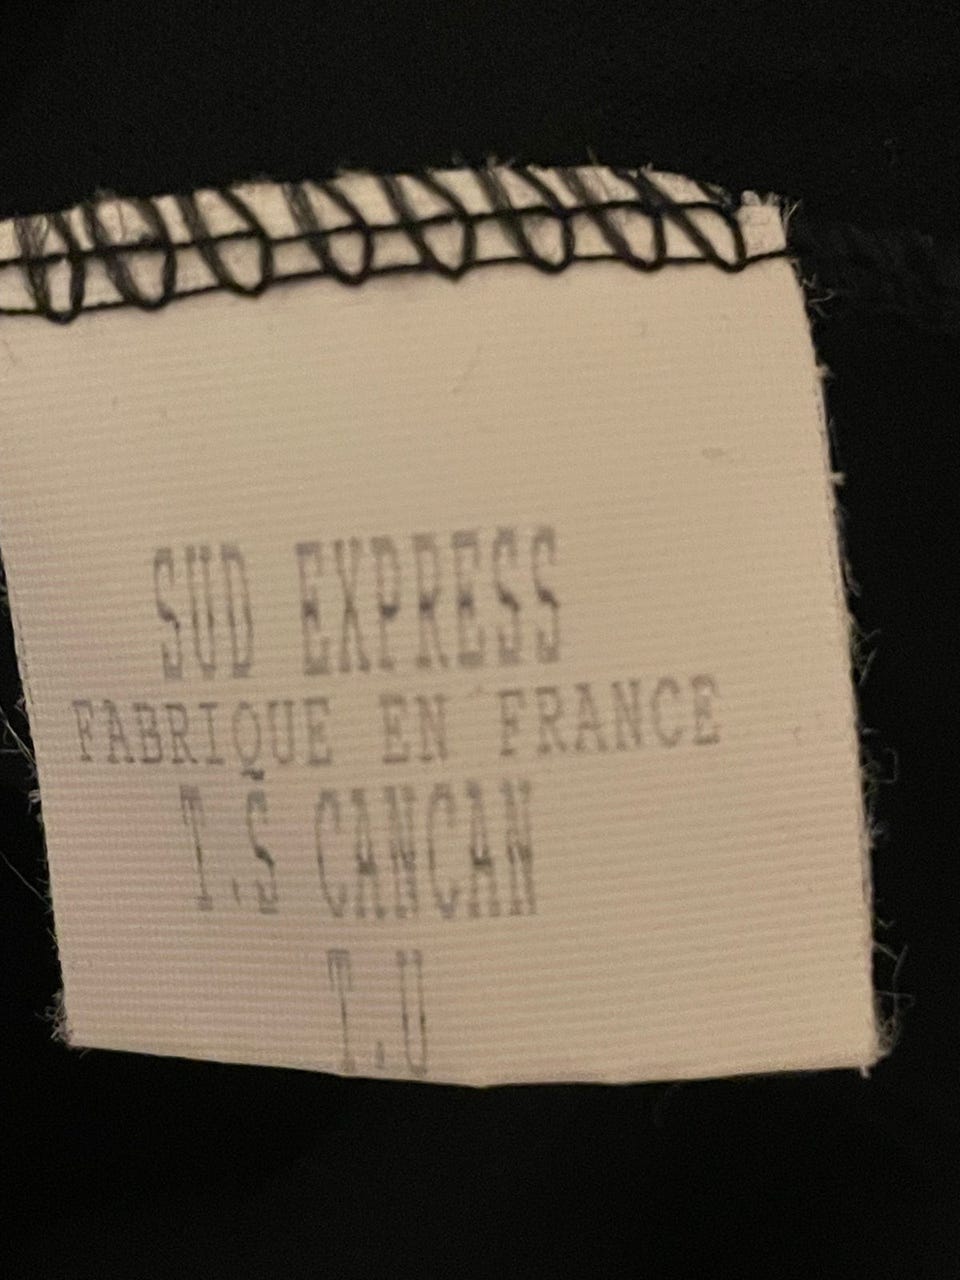 SUD EXPRESS
FABRIQUE EN FRANCE
T.S CANCAN
T.U